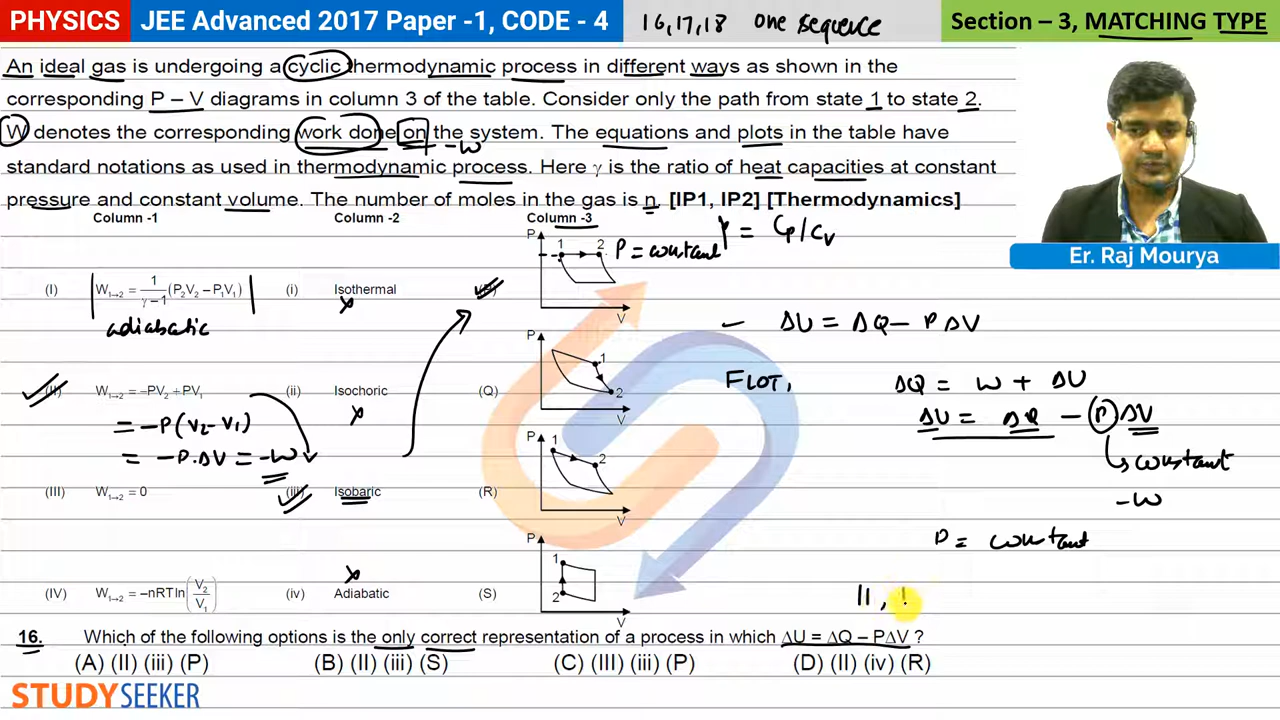 PHYSICS JEE Advanced 2017 Paper -1, CODE - 4 16,17,18 one sequence Section – 3, MATCHING TYPE
An ideal gas is undergoing a cyclic thermodynamic process in different ways as shown in the
corresponding P – V diagrams in column 3 of the table. Consider only the path from state 1 to state 2.
W denotes the corresponding work done on the system. The equations and plots in the table have
-W
standard notations as used in thermodynamic process. Here γ is the ratio of heat capacities at constant
pressure and constant volume. The number of moles in the gas is n. [IP1, IP2] [Thermodynamics]
Er. Raj Mourya
Column -1 Column -2 Column -3
P 1 2 P = constant γ = Cp/Cv
(I) W₁→₂ = 1/(γ−1) (P₂V₂ – P₁V₁) (i) Isothermal
adiabatic
V
ΔU = ΔQ − PΔV
P 1 2
FLOT, ΔQ = W + ΔU
(II) W₁→₂ = –PV₂ + PV₁ (ii) Isochoric (Q)
V
= −P(V₂ − V₁) ΔU = ΔQ − PΔV
= −P.ΔV = −W
P 1 2 constant
(III) W₁→₂ = 0 (iii) Isobaric (R)
V
−W
P = constant
P 1 2
(IV) W₁→₂ = –nRT ln(V₂/V₁) (iv) Adiabatic (S)
V
II,
16. Which of the following options is the only correct representation of a process in which ΔU = ΔQ – PΔV ?
(A) (II) (iii) (P) (B) (II) (iii) (S) (C) (III) (iii) (P) (D) (II) (iv) (R)
STUDYSEEKER